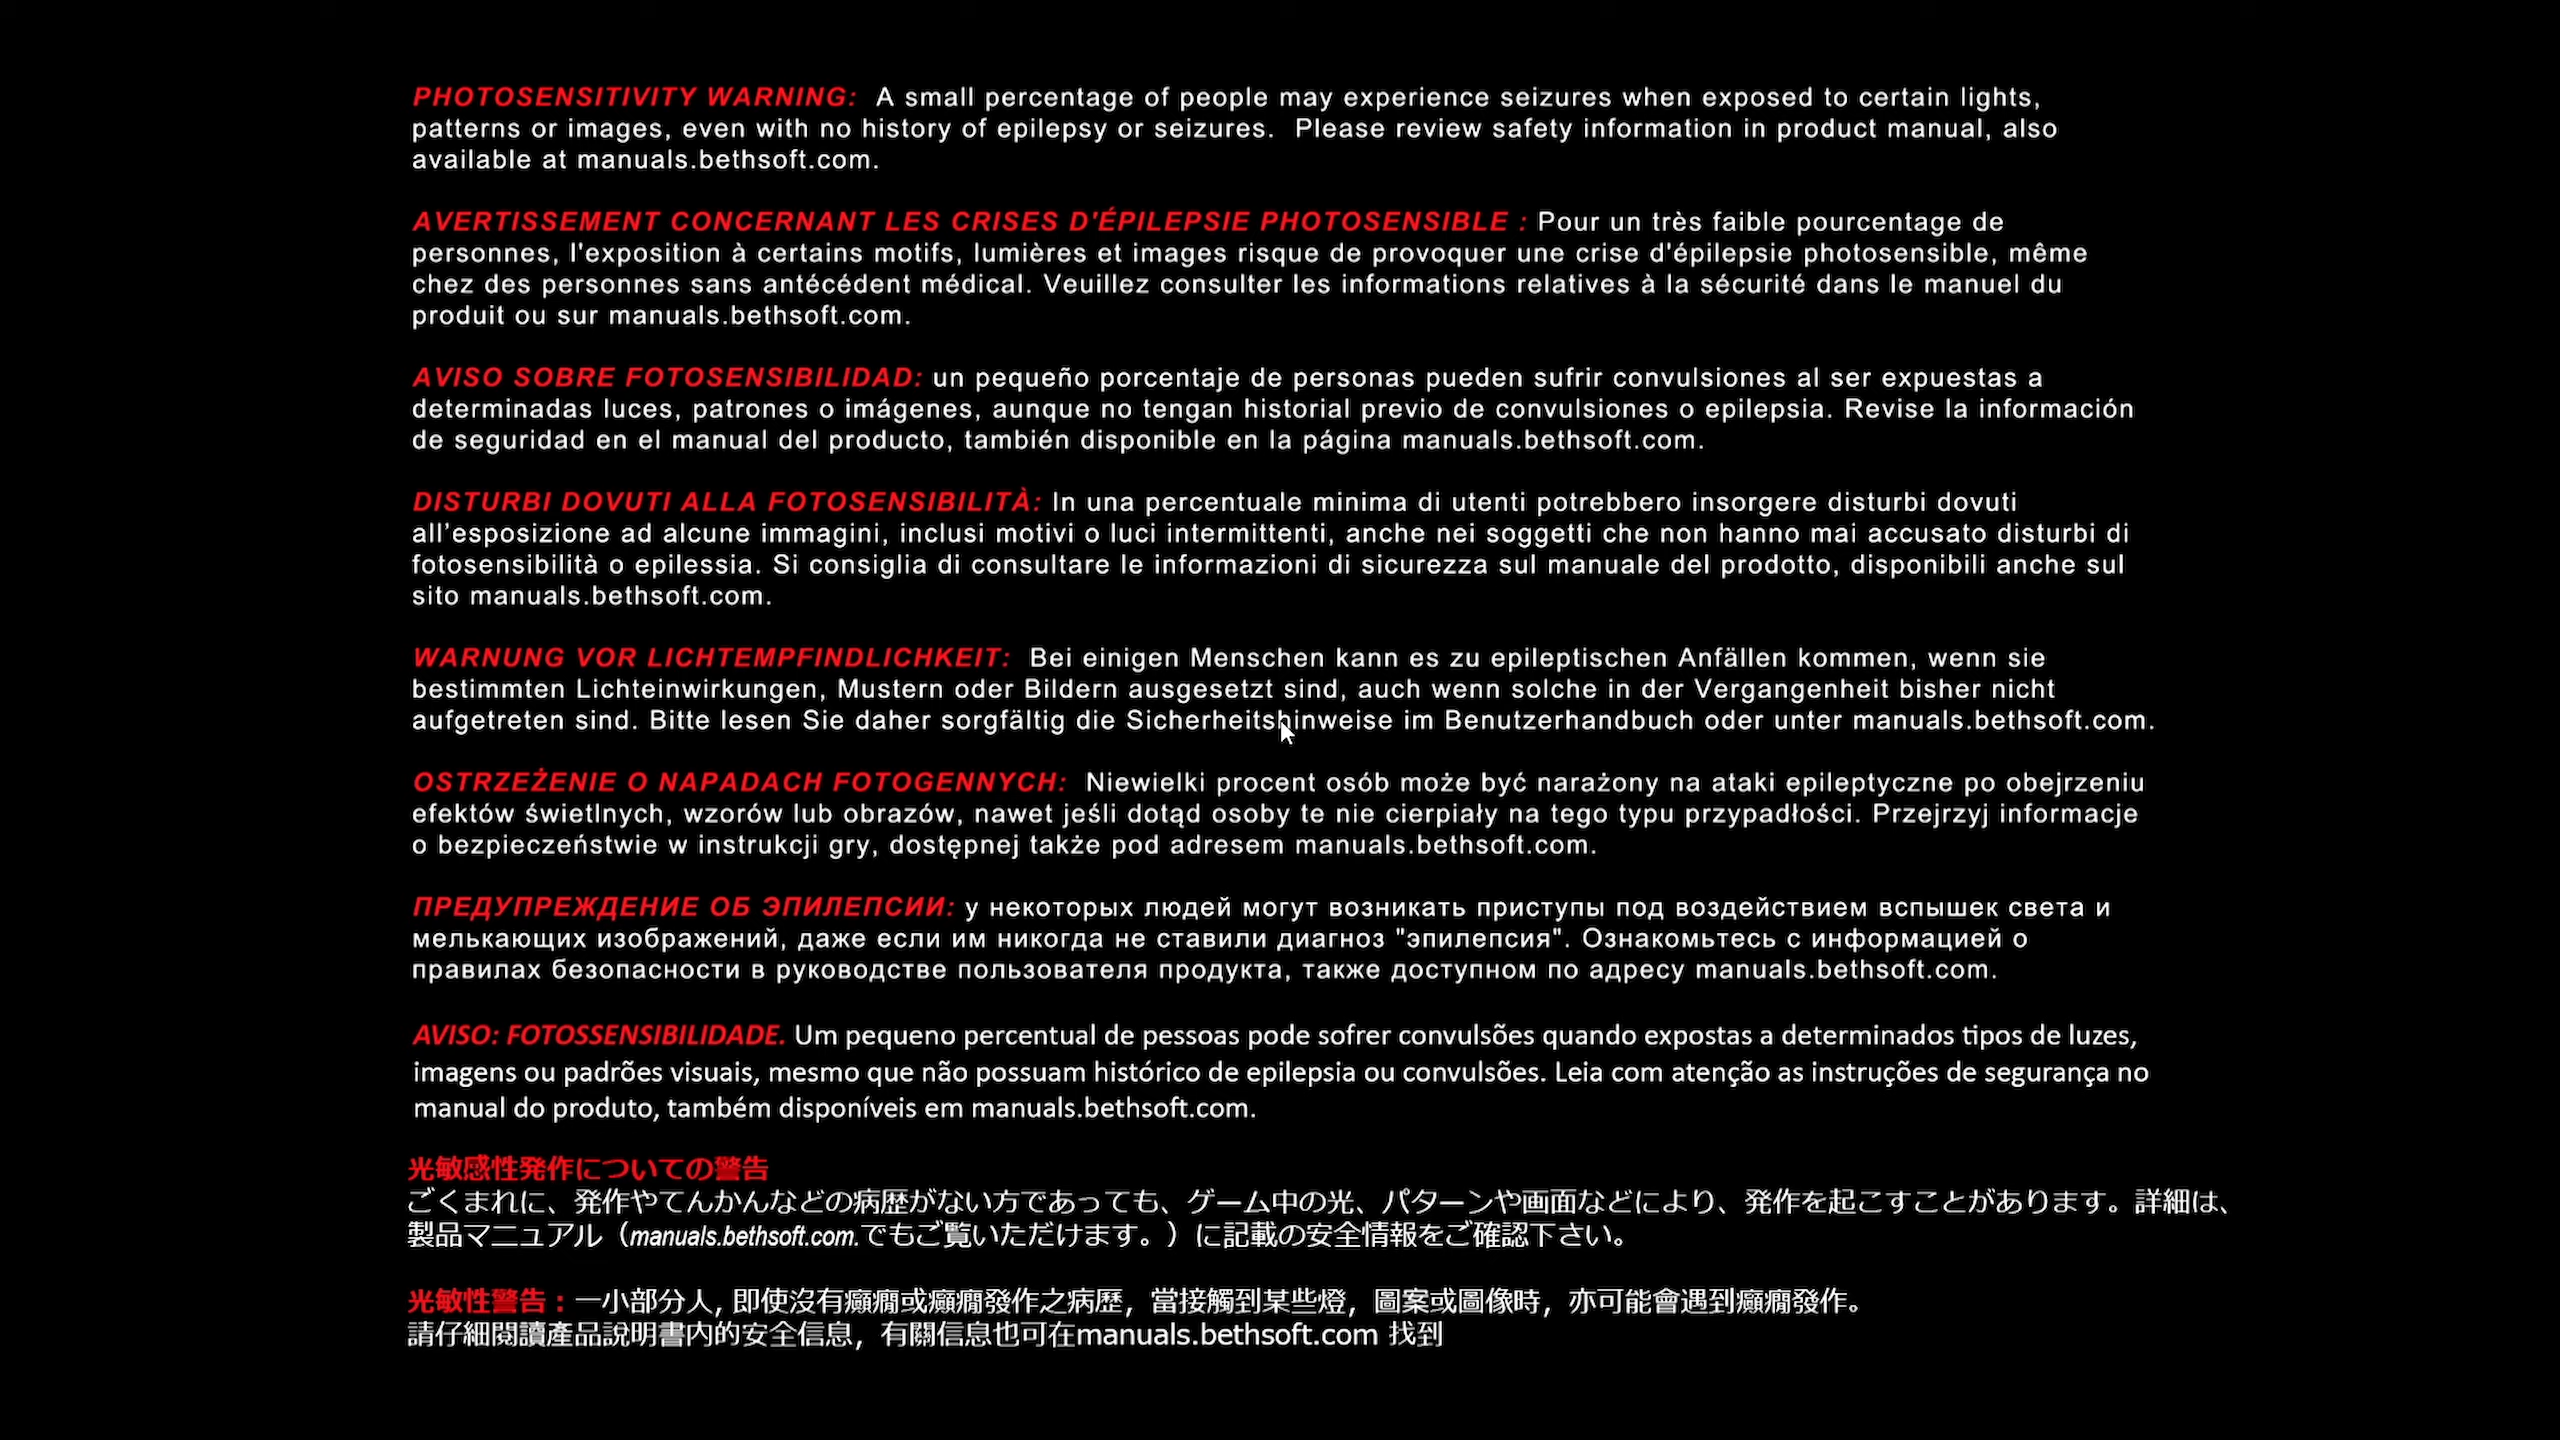 PHOTOSENSITIVITY WARNING: A small percentage of people may experience seizures when exposed to certain lights,
patterns or images, even with no history of epilepsy or seizures. Please review safety information in product manual, also
available at manuals.bethsoft.com.
AVERTISSEMENT CONCERNANT LES CRISES D'ÉPILEPSIE PHOTOSENSIBLE : Pour un très faible pourcentage de
personnes, l'exposition à certains motifs, lumières et images risque de provoquer une crise d'épilepsie photosensible, même
chez des personnes sans antécédent médical. Veuillez consulter les informations relatives à la sécurité dans le manuel du
produit ou sur manuals.bethsoft.com.
AVISO SOBRE FOTOSENSIBILIDAD: un pequeño porcentaje de personas pueden sufrir convulsiones al ser expuestas a
determinadas luces, patrones o imágenes, aunque no tengan historial previo de convulsiones o epilepsia. Revise la información
de seguridad en el manual del producto, también disponible en la página manuals.bethsoft.com.
DISTURBI DOVUTI ALLA FOTOSENSIBILITÀ: In una percentuale minima di utenti potrebbero insorgere disturbi dovuti
all’esposizione ad alcune immagini, inclusi motivi o luci intermittenti, anche nei soggetti che non hanno mai accusato disturbi di
fotosensibilità o epilessia. Si consiglia di consultare le informazioni di sicurezza sul manuale del prodotto, disponibili anche sul
sito manuals.bethsoft.com.
WARNUNG VOR LICHTEMPFINDLICHKEIT: Bei einigen Menschen kann es zu epileptischen Anfällen kommen, wenn sie
bestimmten Lichteinwirkungen, Mustern oder Bildern ausgesetzt sind, auch wenn solche in der Vergangenheit bisher nicht
aufgetreten sind. Bitte lesen Sie daher sorgfältig die Sicherheitshinweise im Benutzerhandbuch oder unter manuals.bethsoft.com.
OSTRZEŻENIE O NAPADACH FOTOGENNYCH: Niewielki procent osób może być narażony na ataki epileptyczne po obejrzeniu
efektów świetlnych, wzorów lub obrazów, nawet jeśli dotąd osoby te nie cierpiały na tego typu przypadłości. Przejrzyj informacje
o bezpieczeństwie w instrukcji gry, dostępnej także pod adresem manuals.bethsoft.com.
ПРЕДУПРЕЖДЕНИЕ ОБ ЭПИЛЕПСИИ: у некоторых людей могут возникать приступы под воздействием вспышек света и
мелькающих изображений, даже если им никогда не ставили диагноз "эпилепсия". Ознакомьтесь с информацией о
правилах безопасности в руководстве пользователя продукта, также доступном по адресу manuals.bethsoft.com.
AVISO: FOTOSSENSIBILIDADE. Um pequeno percentual de pessoas pode sofrer convulsões quando expostas a determinados tipos de luzes,
imagens ou padrões visuais, mesmo que não possuam histórico de epilepsia ou convulsões. Leia com atenção as instruções de segurança no
manual do produto, também disponíveis em manuals.bethsoft.com.
光敏感性発作についての警告
ごくまれに、発作やてんかんなどの病歴がない方であっても、ゲーム中の光、パターンや画面などにより、発作を起こすことがあります。詳細は、
製品マニュアル（manuals.bethsoft.com.でもご覧いただけます。）に記載の安全情報をご確認下さい。
光敏性警告：一小部分人, 即使沒有癲癇或癲癇發作之病歷，當接觸到某些燈，圖案或圖像時，亦可能會遇到癲癇發作。
請仔細閱讀產品說明書內的安全信息，有關信息也可在manuals.bethsoft.com 找到